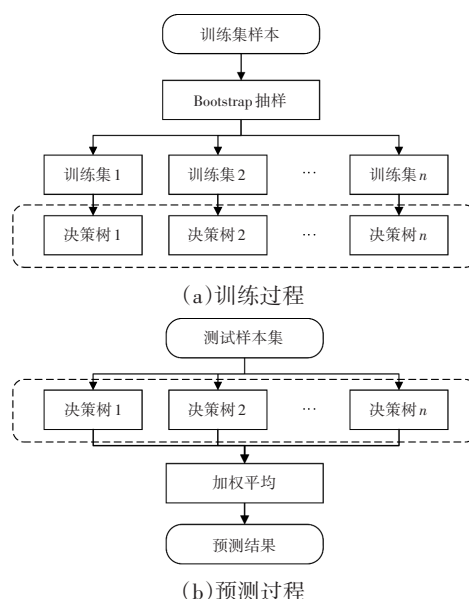 训练集样本
Bootstrap 抽样
训练集1 训练集2 … 训练集n
决策树1 决策树2 … 决策树n
(a)训练过程
测试样本集
决策树1 决策树2 … 决策树n
加权平均
预测结果
(b)预测过程